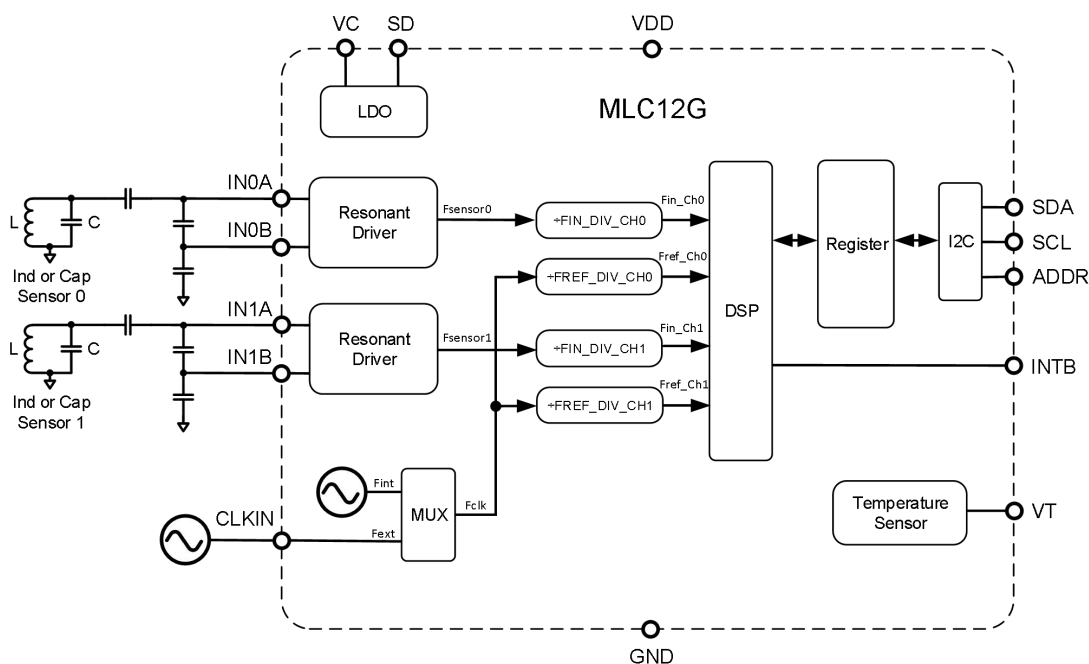 VC
SD
VDD
LDO
MLC12G
IN0A
L
C
IN0B
Ind or Cap
Sensor 0
Resonant
Driver
Fsensor0
÷FIN_DIV_CH0
Fin_Ch0
÷FREF_DIV_CH0
Fref_Ch0
IN1A
L
C
IN1B
Ind or Cap
Sensor 1
Resonant
Driver
Fsensor1
÷FIN_DIV_CH1
Fin_Ch1
÷FREF_DIV_CH1
Fref_Ch1
DSP
Register
I2C
SDA
SCL
ADDR
INTB
CLKIN
Fint
Fext
MUX
Fclk
Temperature
Sensor
VT
GND